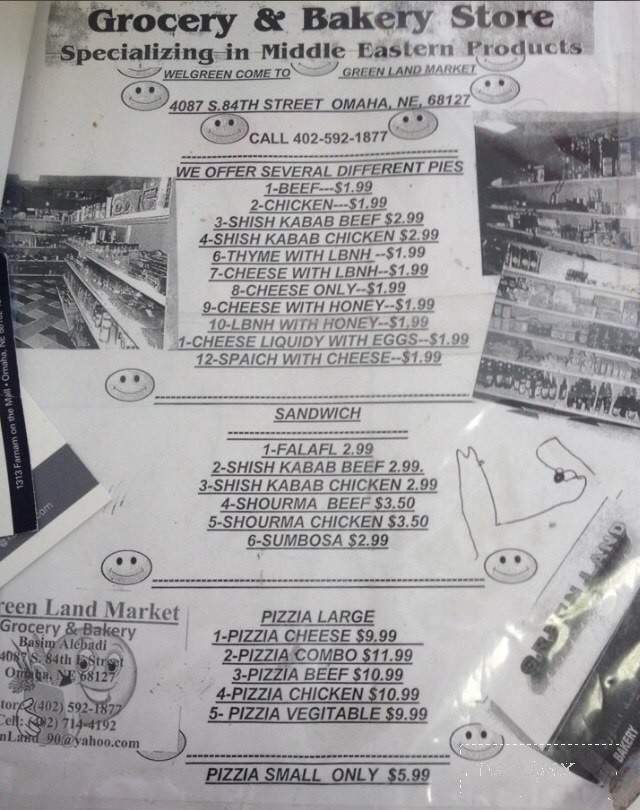 Grocery & Bakery Store
Specializing in Middle Eastern Products
WELGREEN COME TO GREEN LAND MARKET
4087 S.84TH STREET OMAHA, NE, 68127
CALL 402-592-1877
WE OFFER SEVERAL DIFFERENT PIES
1-BEEF---$1.99
2-CHICKEN---$1.99
3-SHISH KABAB BEEF $2.99
4-SHISH KABAB CHICKEN $2.99
6-THYME WITH LBNH --$1.99
7-CHEESE WITH LBNH--$1.99
8-CHEESE ONLY--$1.99
9-CHEESE WITH HONEY--$1.99
10-LBNH WITH HONEY--$1.99
1-CHEESE LIQUIDY WITH EGGS--$1.99
12-SPAICH WITH CHEESE--$1.99
SANDWICH
1-FALAFL 2.99
2-SHISH KABAB BEEF 2.99.
3-SHISH KABAB CHICKEN 2.99
4-SHOURMA BEEF $3.50
5-SHOURMA CHICKEN $3.50
6-SUMBOSA $2.99
PIZZIA LARGE
1-PIZZIA CHEESE $9.99
2-PIZZIA COMBO $11.99
3-PIZZIA BEEF $10.99
4-PIZZIA CHICKEN $10.99
5- PIZZIA VEGITABLE $9.99
PIZZIA SMALL ONLY $5.99
reen Land Market
Grocery & Bakery
Basim Alebadi
4087 S. 84th Street
Omaha, NE 68127
tore: (402) 592-1877
Cell: (402) 714-4192
nLand_90@yahoo.com
1313 Farnam on the Mall • Omaha, NE
.com
GREEN LAND
BAKERY